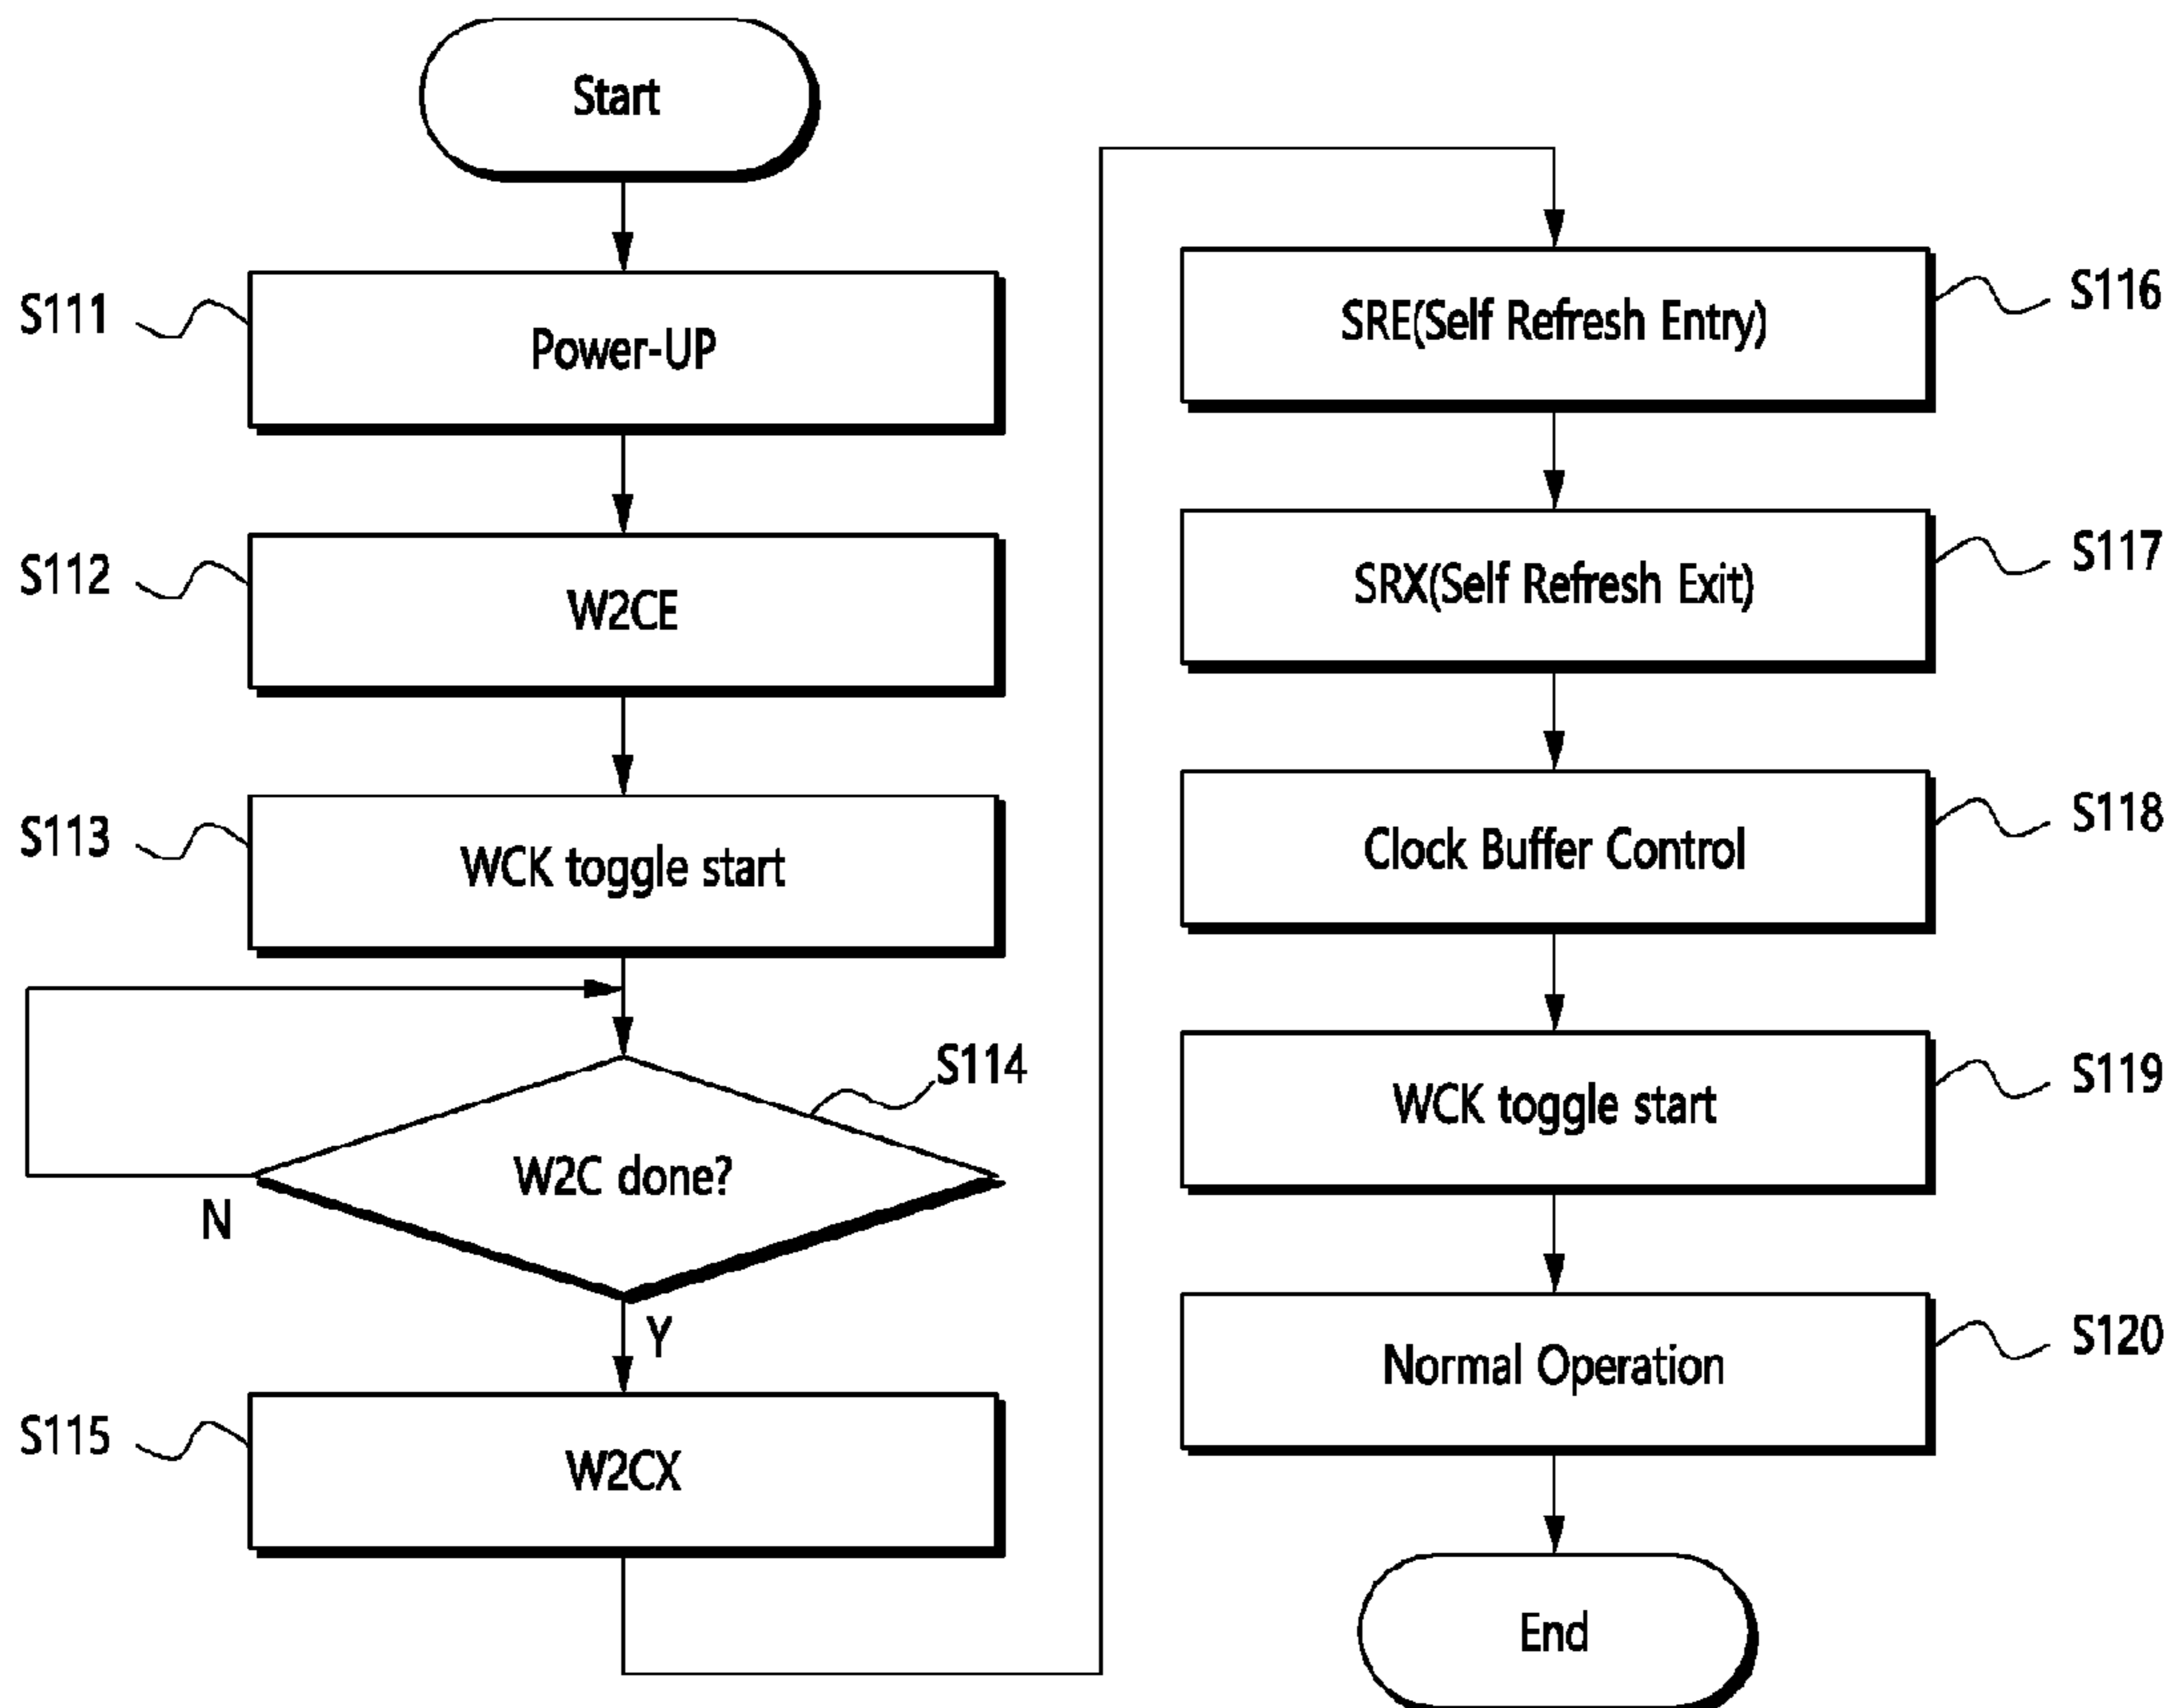 Start
S111
Power-UP
S112
W2CE
S113
WCK toggle start
S114
W2C done?
N
Y
S115
W2CX
SRE(Self Refresh Entry)
S116
SRX(Self Refresh Exit)
S117
Clock Buffer Control
S118
WCK toggle start
S119
Normal Operation
S120
End